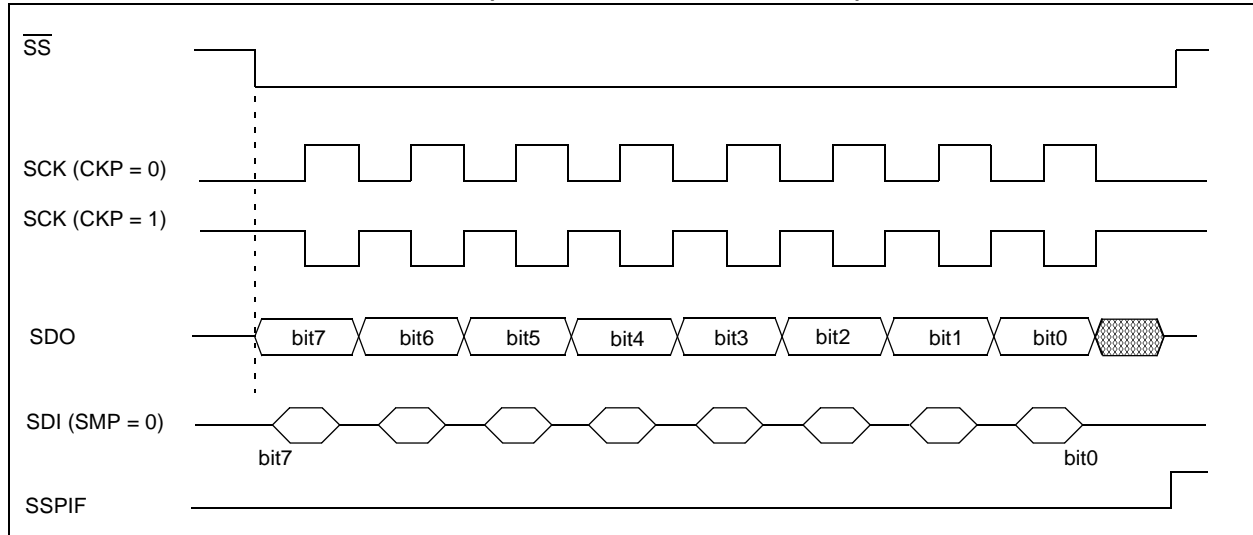 SS
SCK (CKP = 0)
SCK (CKP = 1)
SDO bit7 bit6 bit5 bit4 bit3 bit2 bit1 bit0
SDI (SMP = 0)
bit7 bit0
SSPIF